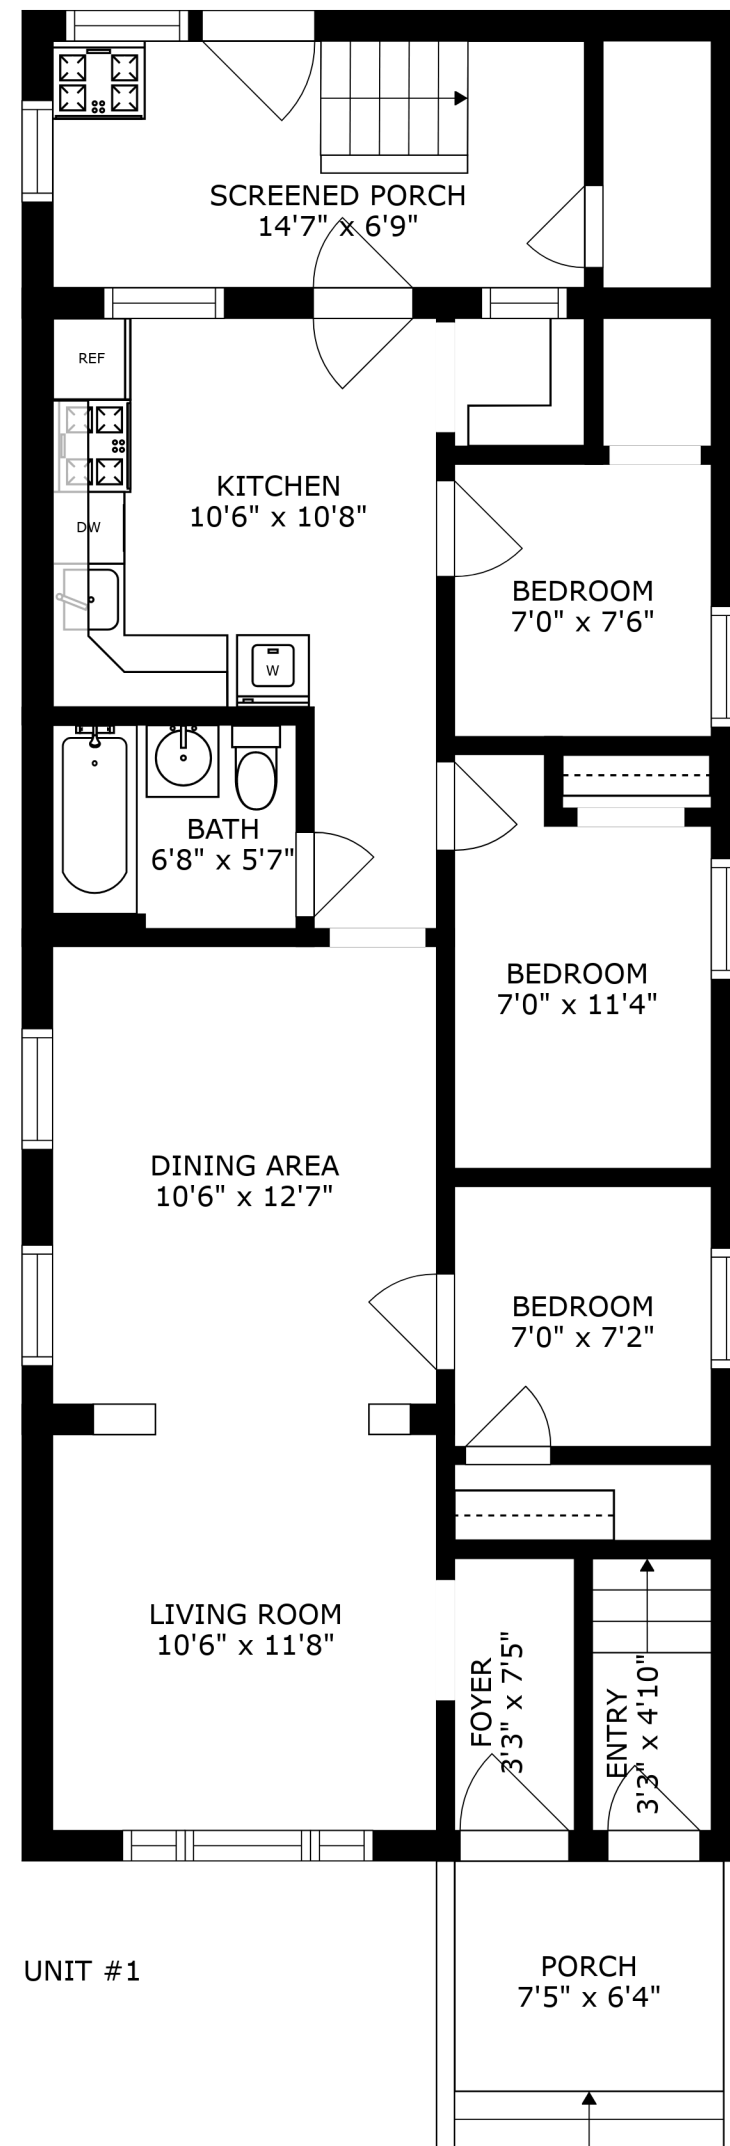 SCREENED PORCH
14'7" x 6'9"
REF
KITCHEN
10'6" x 10'8"
DW
BEDROOM
7'0" x 7'6"
W
BATH
6'8" x 5'7"
BEDROOM
7'0" x 11'4"
DINING AREA
10'6" x 12'7"
BEDROOM
7'0" x 7'2"
LIVING ROOM
10'6" x 11'8"
FOYER
3'3" x 7'5"
ENTRY
3'3" x 4'10"
UNIT #1
PORCH
7'5" x 6'4"